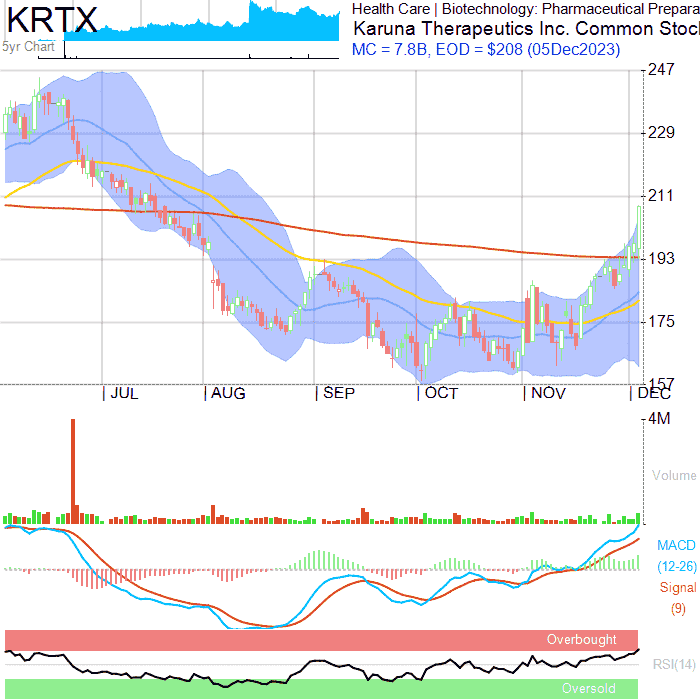 KRTX
5yr Chart
Health Care | Biotechnology: Pharmaceutical Prepara
Karuna Therapeutics Inc. Common Stoc
MC = 7.8B, EOD = $208 (05Dec2023)
247
229
211
193
175
157
| JUL | AUG | SEP | OCT | NOV | DEC
4M
Volume
MACD
(12-26)
Signal
(9)
Overbought
RSI(14)
Oversold